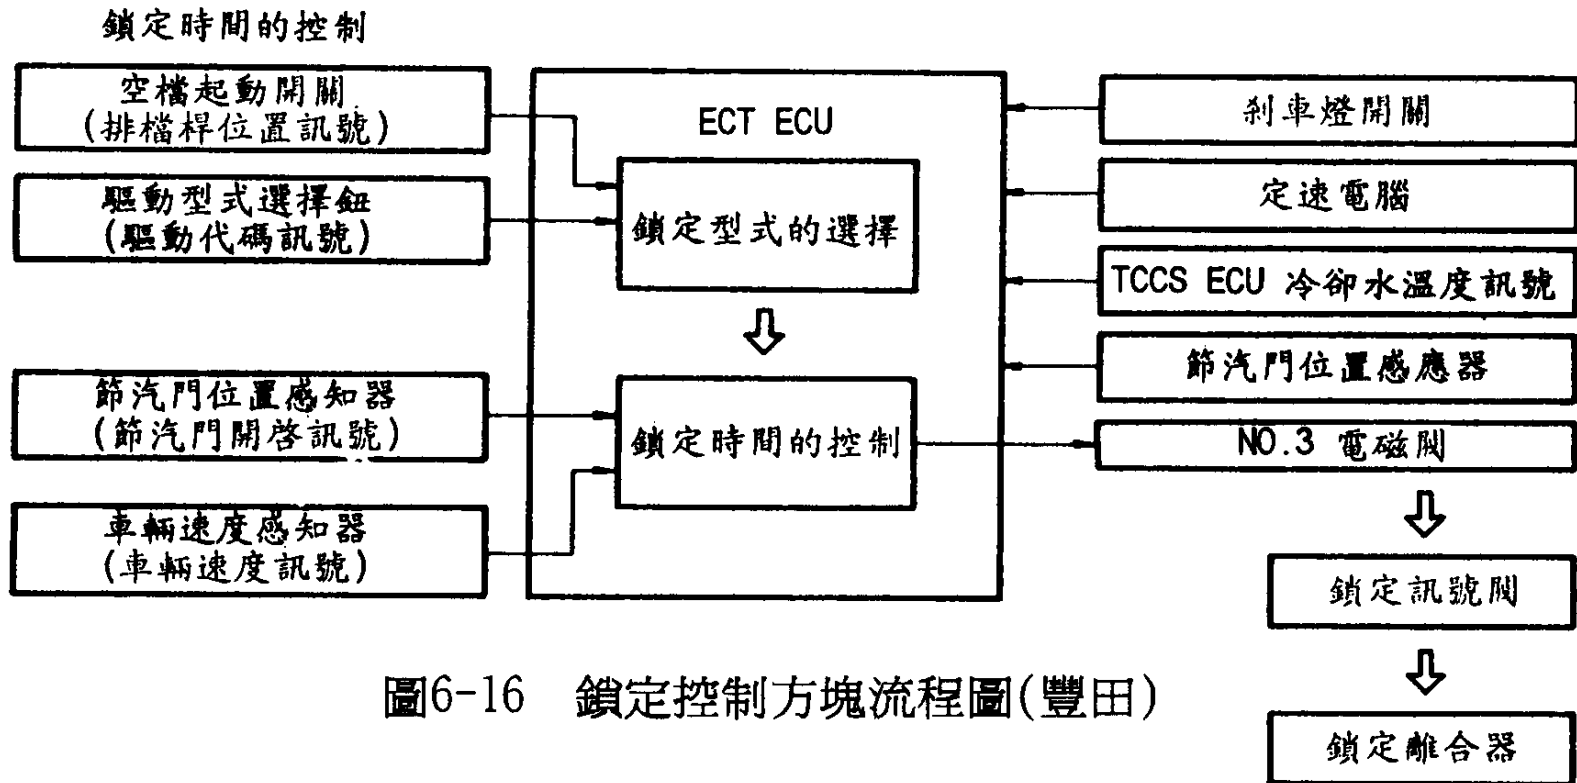 鎖定時間的控制
空檔起動開關
(排檔桿位置訊號)
驅動型式選擇鈕
(驅動代碼訊號)
節汽門位置感知器
(節汽門開啓訊號)
車輛速度感知器
(車輛速度訊號)
ECT ECU
鎖定型式的選擇
鎖定時間的控制
剎車燈開關
定速電腦
TCCS ECU 冷卻水溫度訊號
節汽門位置感應器
NO.3 電磁閥
鎖定訊號閥
鎖定離合器
圖6-16 鎖定控制方塊流程圖(豐田)